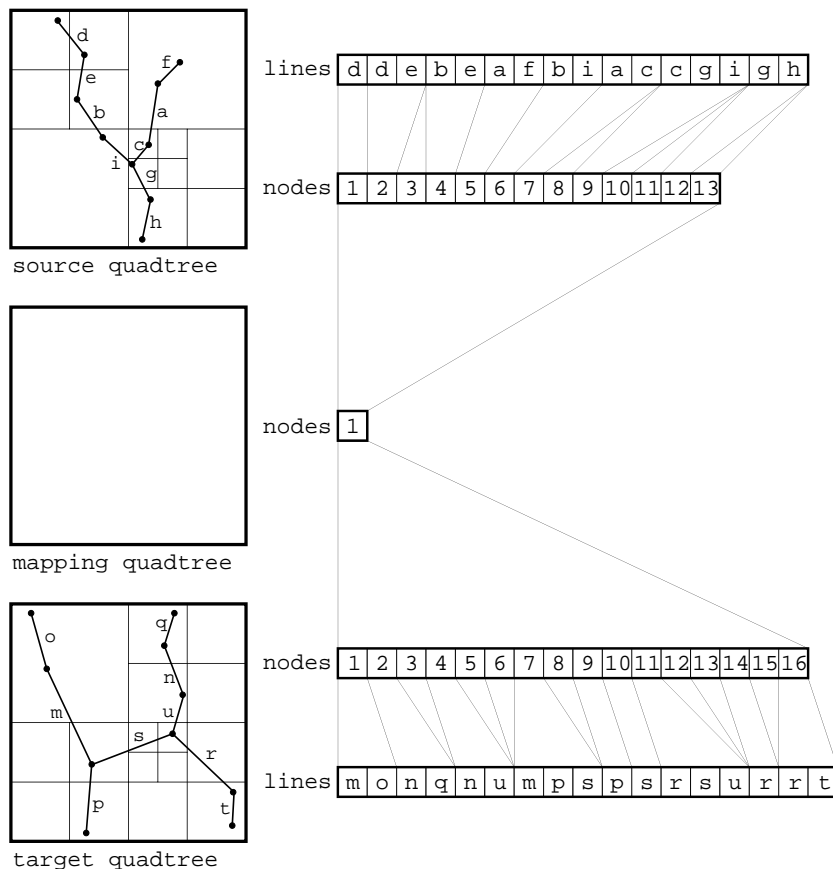 d
f
e
a
b
c
i
g
h
source quadtree
lines d d e b e a f b i a c c g i g h
nodes 1 2 3 4 5 6 7 8 9 10 11 12 13
nodes 1
mapping quadtree
o
q
n
m
u
s
r
p
t
target quadtree
nodes 1 2 3 4 5 6 7 8 9 10 11 12 13 14 15 16
lines m o n q n u m p s p s r s u r r t